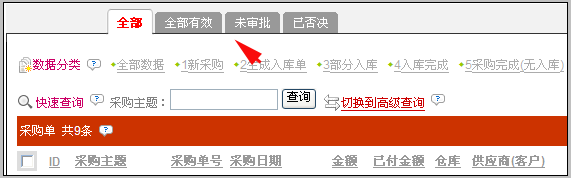 全部 全部有效 未审批 已否决
数据分类 全部数据 1新采购 2生成入库单 3部分入库 4入库完成 5采购完成(无入库)
快速查询 采购主题： 查询 切换到高级查询
采购单 共9条
ID 采购主题 采购单号 采购日期 金额 已付金额 仓库 供应商(客户)